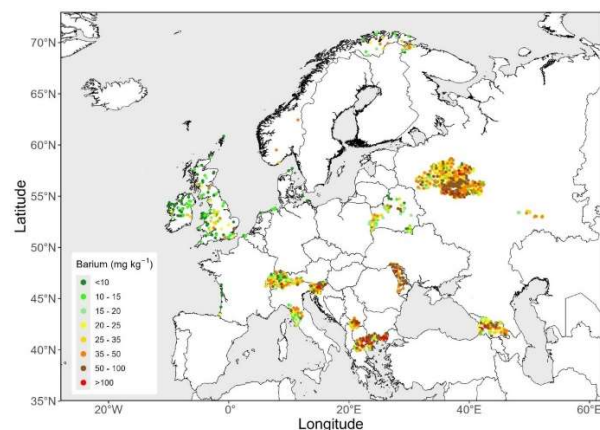 70°N
65°N
60°N
55°N
50°N
45°N
40°N
35°N
Latitude
Barium (mg kg⁻¹)
<10
10 - 15
15 - 20
20 - 25
25 - 35
35 - 50
50 - 100
>100
20°W
0°
20°E
40°E
60°E
Longitude